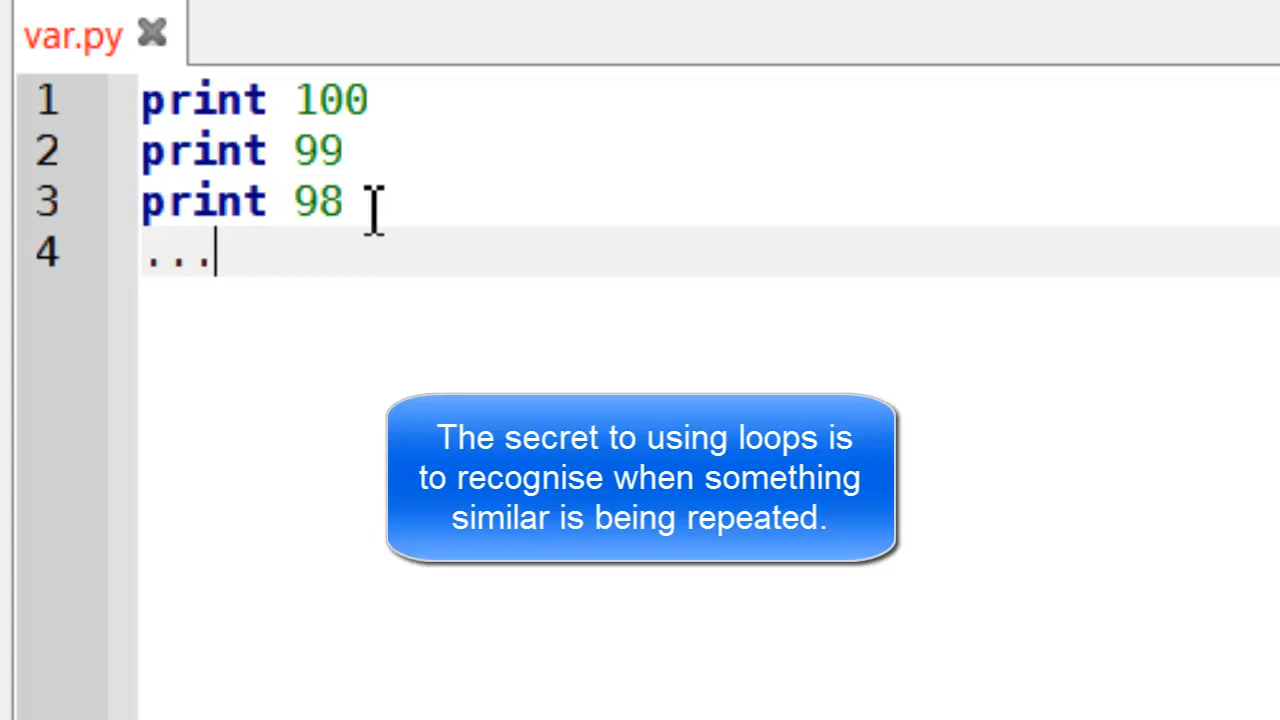 var.py
1 print 100
2 print 99
3 print 98
4 ...
The secret to using loops is
to recognise when something
similar is being repeated.